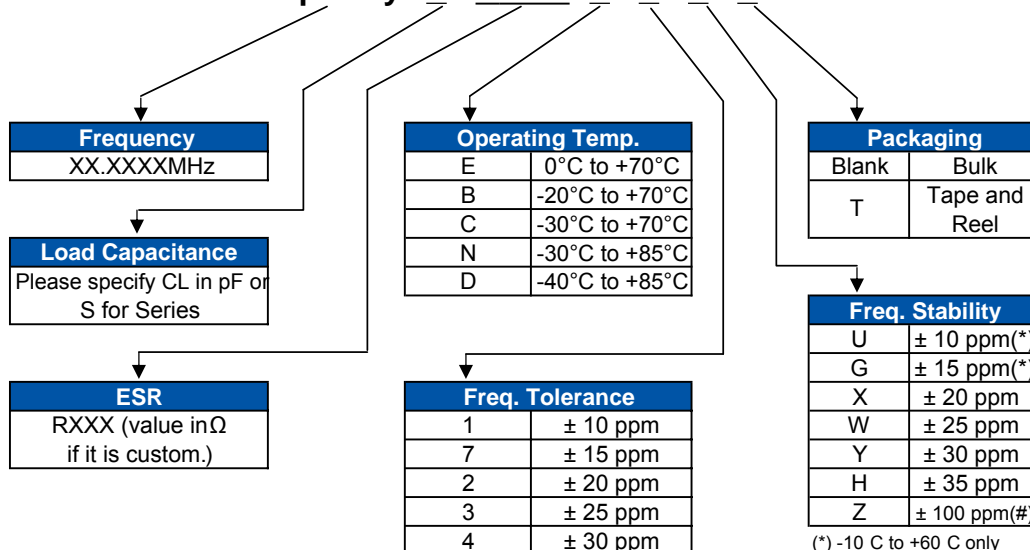 Frequency
XX.XXXXMHz
Load Capacitance
Please specify CL in pF or
S for Series
ESR
RXXX (value in Ω
if it is custom.)
Operating Temp.
E 0°C to +70°C
B -20°C to +70°C
C -30°C to +70°C
N -30°C to +85°C
D -40°C to +85°C
Freq. Tolerance
1 ± 10 ppm
7 ± 15 ppm
2 ± 20 ppm
3 ± 25 ppm
4 ± 30 ppm
Packaging
Blank Bulk
T Tape and
Reel
Freq. Stability
U ± 10 ppm(*)
G ± 15 ppm(*)
X ± 20 ppm
W ± 25 ppm
Y ± 30 ppm
H ± 35 ppm
Z ± 100 ppm(#)
(*) -10 C to +60 C only